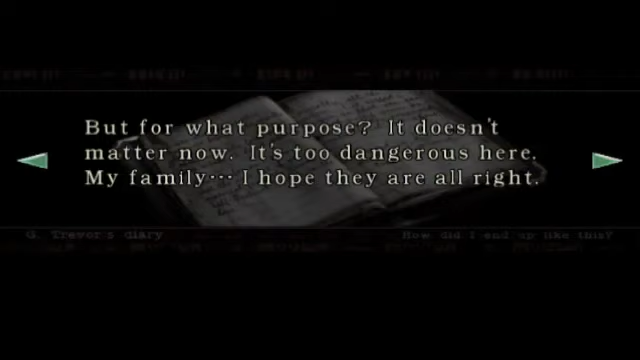 But for what purpose? It doesn't
matter now. It's too dangerous here.
My family··· I hope they are all right.
G. Trevor's diary
How did I end up like this?